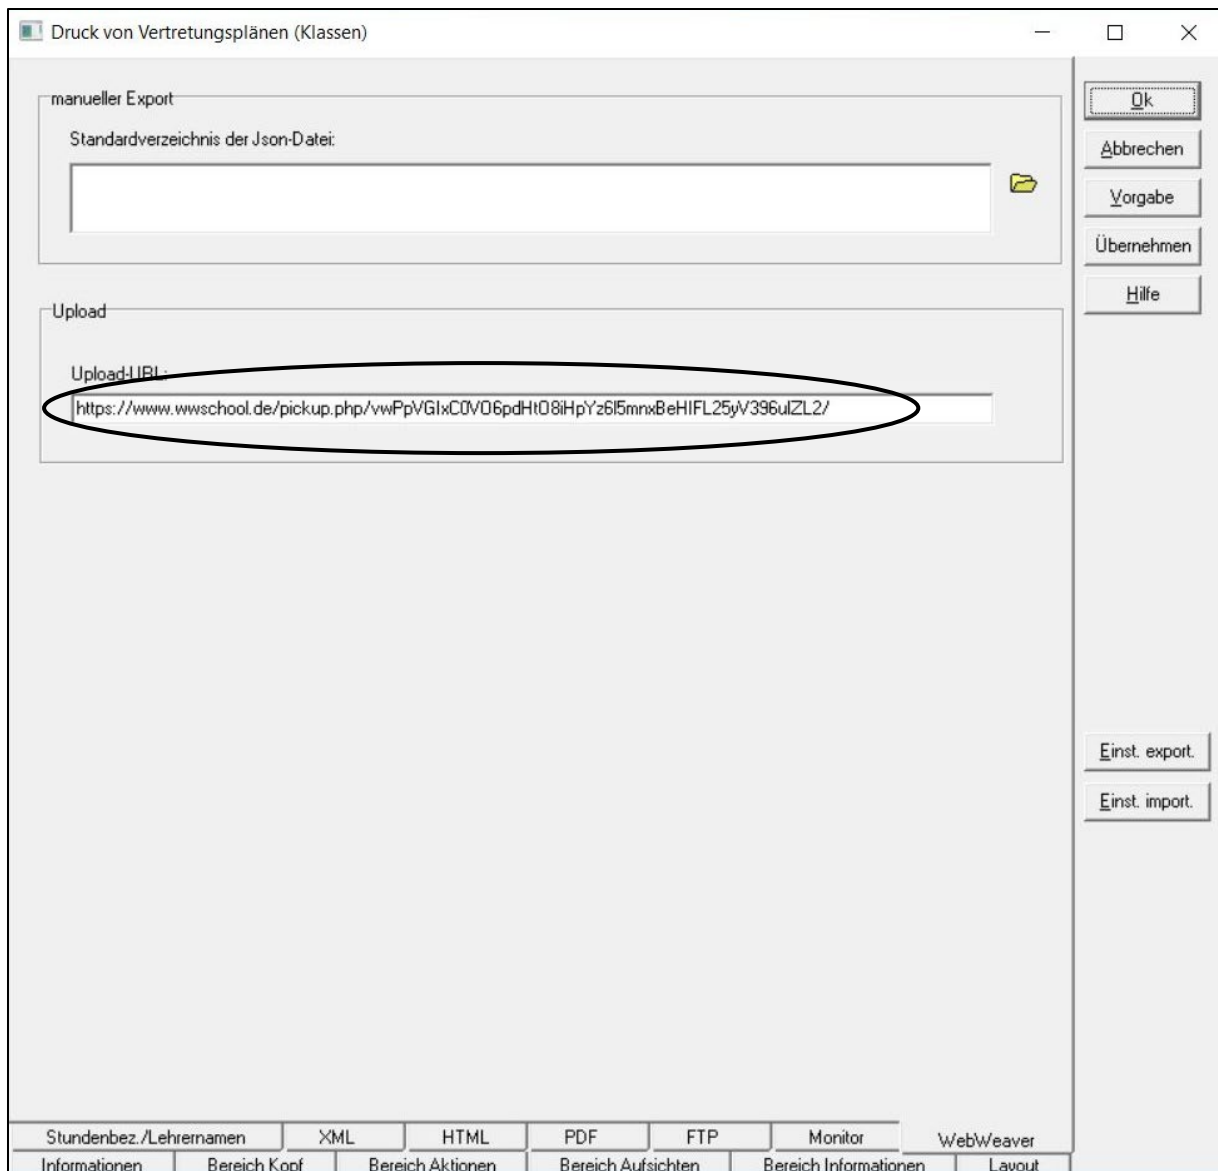 Druck von Vertretungsplänen (Klassen)
manueller Export
Standardverzeichnis der Json-Datei:
Upload
Upload-URL:
https://www.wwschool.de/pickup.php/vwPpVGIxC0VO6pdHtO8iHpYz6I5mnxBeHIFL25yV396uIZL2/
Ok
Abbrechen
Vorgabe
Übernehmen
Hilfe
Einst. export.
Einst. import.
Stundenbez./Lehrernamen XML HTML PDF FTP Monitor WebWeaver
Informationen Bereich Kopf Bereich Aktionen Bereich Aufsichten Bereich Informationen Layout